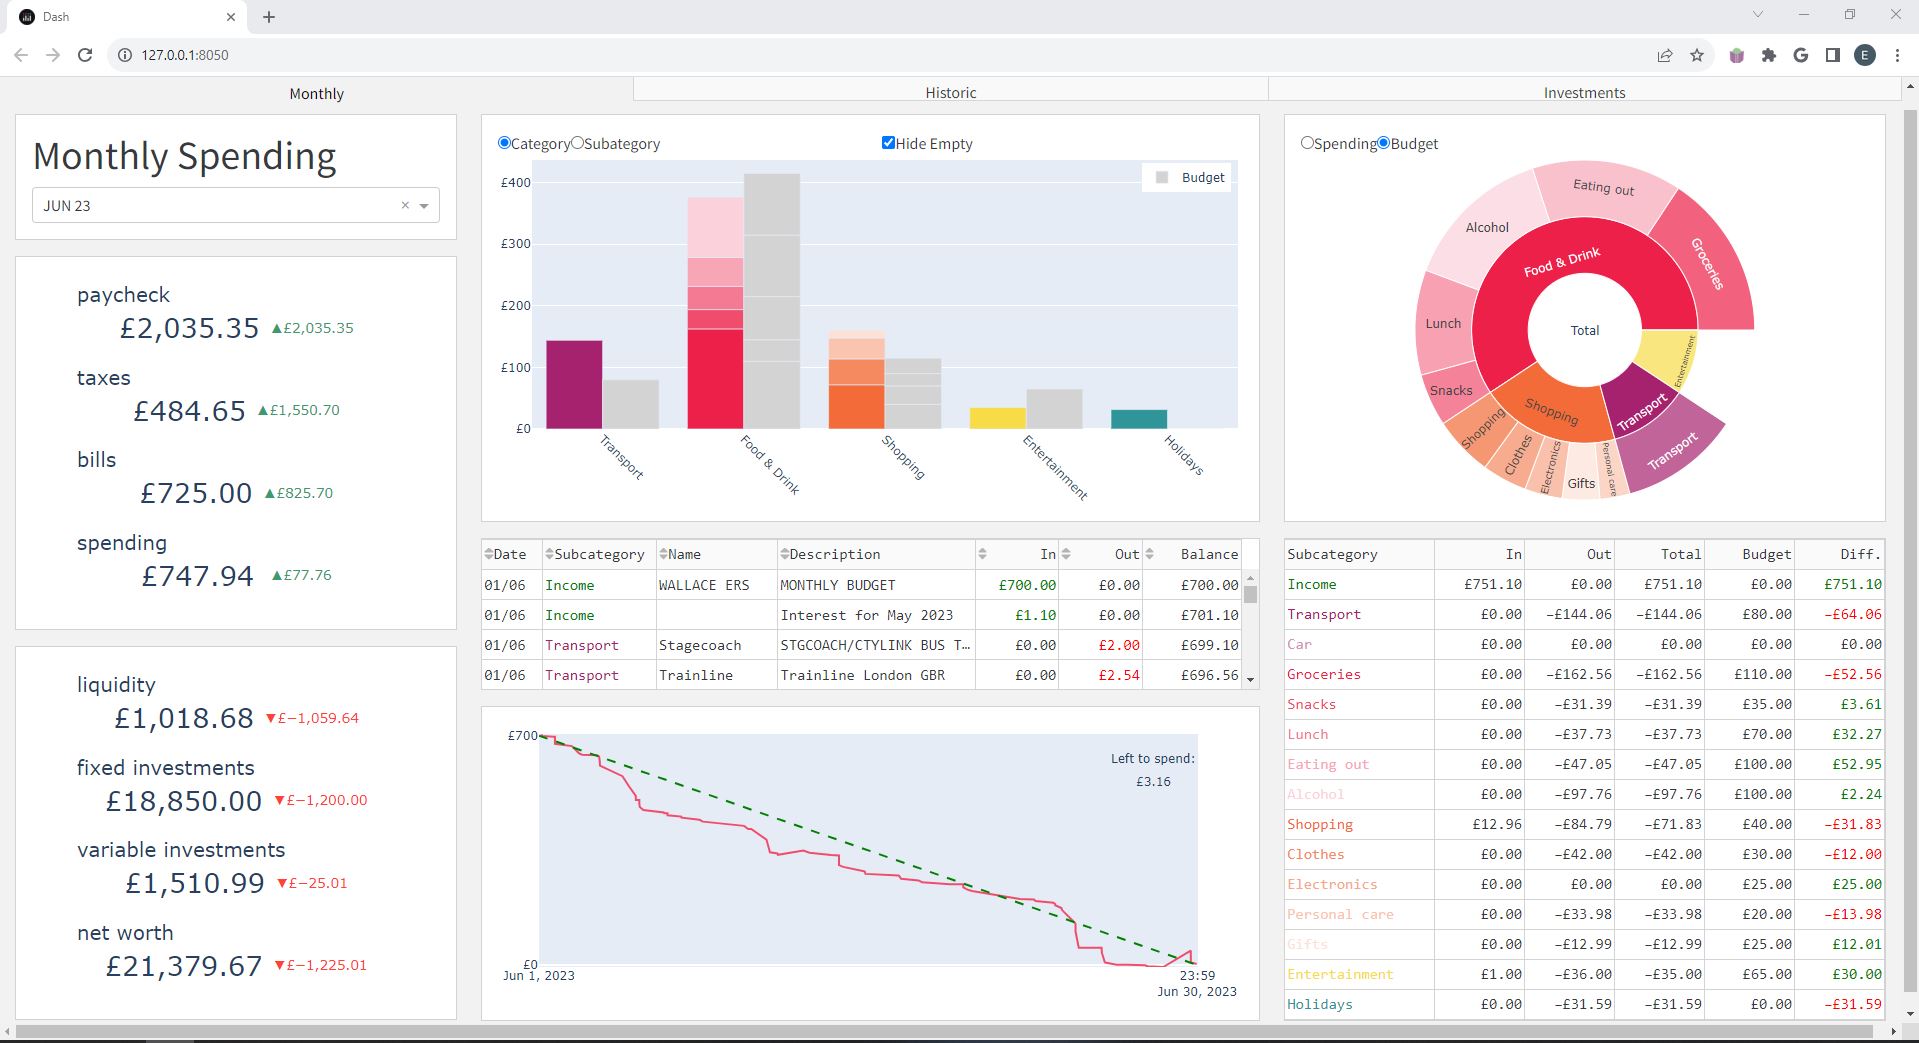 Dash
127.0.0.1:8050
E
Monthly Historic Investments
Monthly Spending
JUN 23
paycheck
£2,035.35 ▲£2,035.35
taxes
£484.65 ▲£1,550.70
bills
£725.00 ▲£825.70
spending
£747.94 ▲£77.76
liquidity
£1,018.68 ▼£−1,059.64
fixed investments
£18,850.00 ▼£−1,200.00
variable investments
£1,510.99 ▼£−25.01
net worth
£21,379.67 ▼£−1,225.01
Category Subategory Hide Empty
Budget
£400
£300
£200
£100
£0
Transport
Food & Drink
Shopping
Entertainment
Holidays
Date Subcategory Name Description In Out Balance
01/06 Income WALLACE ERS MONTHLY BUDGET £700.00 £0.00 £700.00
01/06 Income Interest for May 2023 £1.10 £0.00 £701.10
01/06 Transport Stagecoach STGCOACH/CTYLINK BUS T… £0.00 £2.00 £699.10
01/06 Transport Trainline Trainline London GBR £0.00 £2.54 £696.56
£700
Left to spend:
£3.16
£0
Jun 1, 2023
23:59
Jun 30, 2023
Spending Budget
Eating out
Alcohol
Groceries
Food & Drink
Lunch
Total
Entertainment
Snacks
Shopping
Transport
Shopping
Clothes
Electronics
Gifts
Personal care
Transport
Subcategory In Out Total Budget Diff.
Income £751.10 £0.00 £751.10 £0.00 £751.10
Transport £0.00 −£144.06 −£144.06 £80.00 −£64.06
Car £0.00 £0.00 £0.00 £0.00 £0.00
Groceries £0.00 −£162.56 −£162.56 £110.00 −£52.56
Snacks £0.00 −£31.39 −£31.39 £35.00 £3.61
Lunch £0.00 −£37.73 −£37.73 £70.00 £32.27
Eating out £0.00 −£47.05 −£47.05 £100.00 £52.95
Alcohol £0.00 −£97.76 −£97.76 £100.00 £2.24
Shopping £12.96 −£84.79 −£71.83 £40.00 −£31.83
Clothes £0.00 −£42.00 −£42.00 £30.00 −£12.00
Electronics £0.00 £0.00 £0.00 £25.00 £25.00
Personal care £0.00 −£33.98 −£33.98 £20.00 −£13.98
Gifts £0.00 −£12.99 −£12.99 £25.00 £12.01
Entertainment £1.00 −£36.00 −£35.00 £65.00 £30.00
Holidays £0.00 −£31.59 −£31.59 £0.00 −£31.59